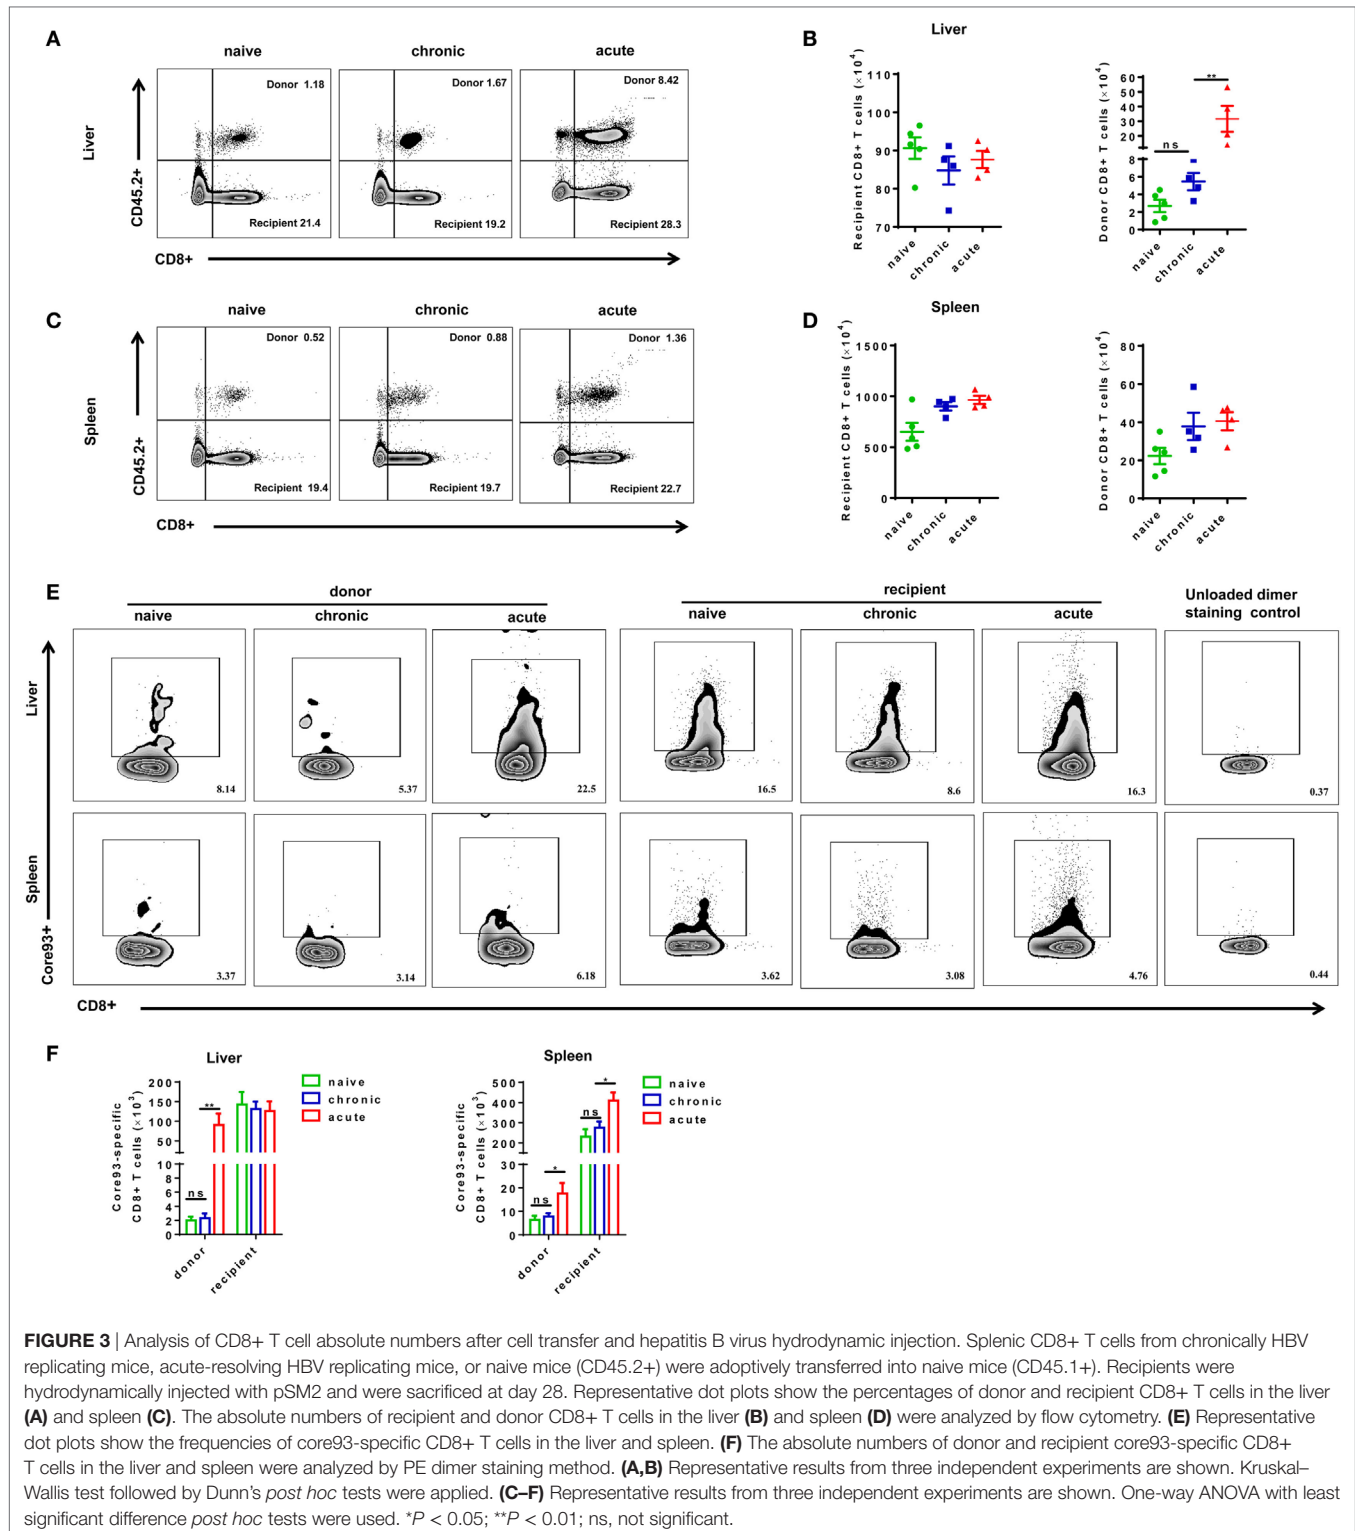 A
naive
chronic
acute
Liver
CD45.2+
Donor 1.18
Recipient 21.4
Donor 1.67
Recipient 19.2
Donor 8.42
Recipient 28.3
CD8+
B
Liver
Recipient CD8+ T cells (×10⁴)
110
100
90
80
70
naive
chronic
acute
Donor CD8+ T cells (×10⁴)
60
50
40
30
20
8
6
4
2
0
ns
**
naive
chronic
acute
C
naive
chronic
acute
Spleen
CD45.2+
Donor 0.52
Recipient 19.4
Donor 0.88
Recipient 19.7
Donor 1.36
Recipient 22.7
CD8+
D
Spleen
Recipient CD8+ T cells (×10⁴)
1500
1000
500
0
naive
chronic
acute
Donor CD8+ T cells (×10⁴)
80
60
40
20
0
naive
chronic
acute
E
donor
recipient
Unloaded dimer
staining control
naive
chronic
acute
naive
chronic
acute
Liver
8.14
5.37
22.5
16.5
8.6
16.3
0.37
Spleen
Core93+
3.37
3.14
6.18
3.62
3.08
4.76
0.44
CD8+
F
Liver
Core93-specific
CD8+ T cells (×10³)
200
150
100
50
10
8
6
4
2
0
ns
**
donor
recipient
naive
chronic
acute
Spleen
Core93-specific
CD8+ T cells (×10³)
500
400
300
200
30
20
10
0
ns
*
ns
*
donor
recipient
naive
chronic
acute
FIGURE 3 | Analysis of CD8+ T cell absolute numbers after cell transfer and hepatitis B virus hydrodynamic injection. Splenic CD8+ T cells from chronically HBV
replicating mice, acute-resolving HBV replicating mice, or naive mice (CD45.2+) were adoptively transferred into naive mice (CD45.1+). Recipients were
hydrodynamically injected with pSM2 and were sacrificed at day 28. Representative dot plots show the percentages of donor and recipient CD8+ T cells in the liver
(A) and spleen (C). The absolute numbers of recipient and donor CD8+ T cells in the liver (B) and spleen (D) were analyzed by flow cytometry. (E) Representative
dot plots show the frequencies of core93-specific CD8+ T cells in the liver and spleen. (F) The absolute numbers of donor and recipient core93-specific CD8+
T cells in the liver and spleen were analyzed by PE dimer staining method. (A,B) Representative results from three independent experiments are shown. Kruskal–
Wallis test followed by Dunn's post hoc tests were applied. (C–F) Representative results from three independent experiments are shown. One-way ANOVA with least
significant difference post hoc tests were used. *P < 0.05; **P < 0.01; ns, not significant.